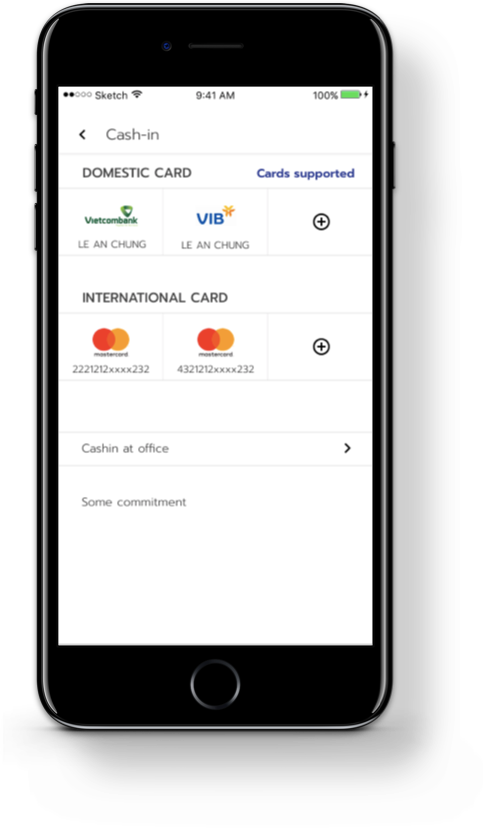 Sketch 9:41 AM 100%
Cash-in
DOMESTIC CARD Cards supported
Vietcombank VIB
LE AN CHUNG LE AN CHUNG
INTERNATIONAL CARD
mastercard mastercard
2221212xxxx232 4321212xxxx232
Cashin at office
Some commitment